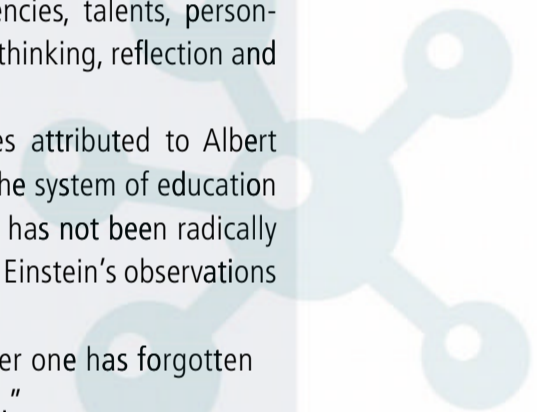 encies, talents, person-
thinking, reflection and
es attributed to Albert
he system of education
has not been radically
Einstein's observations
er one has forgotten
."